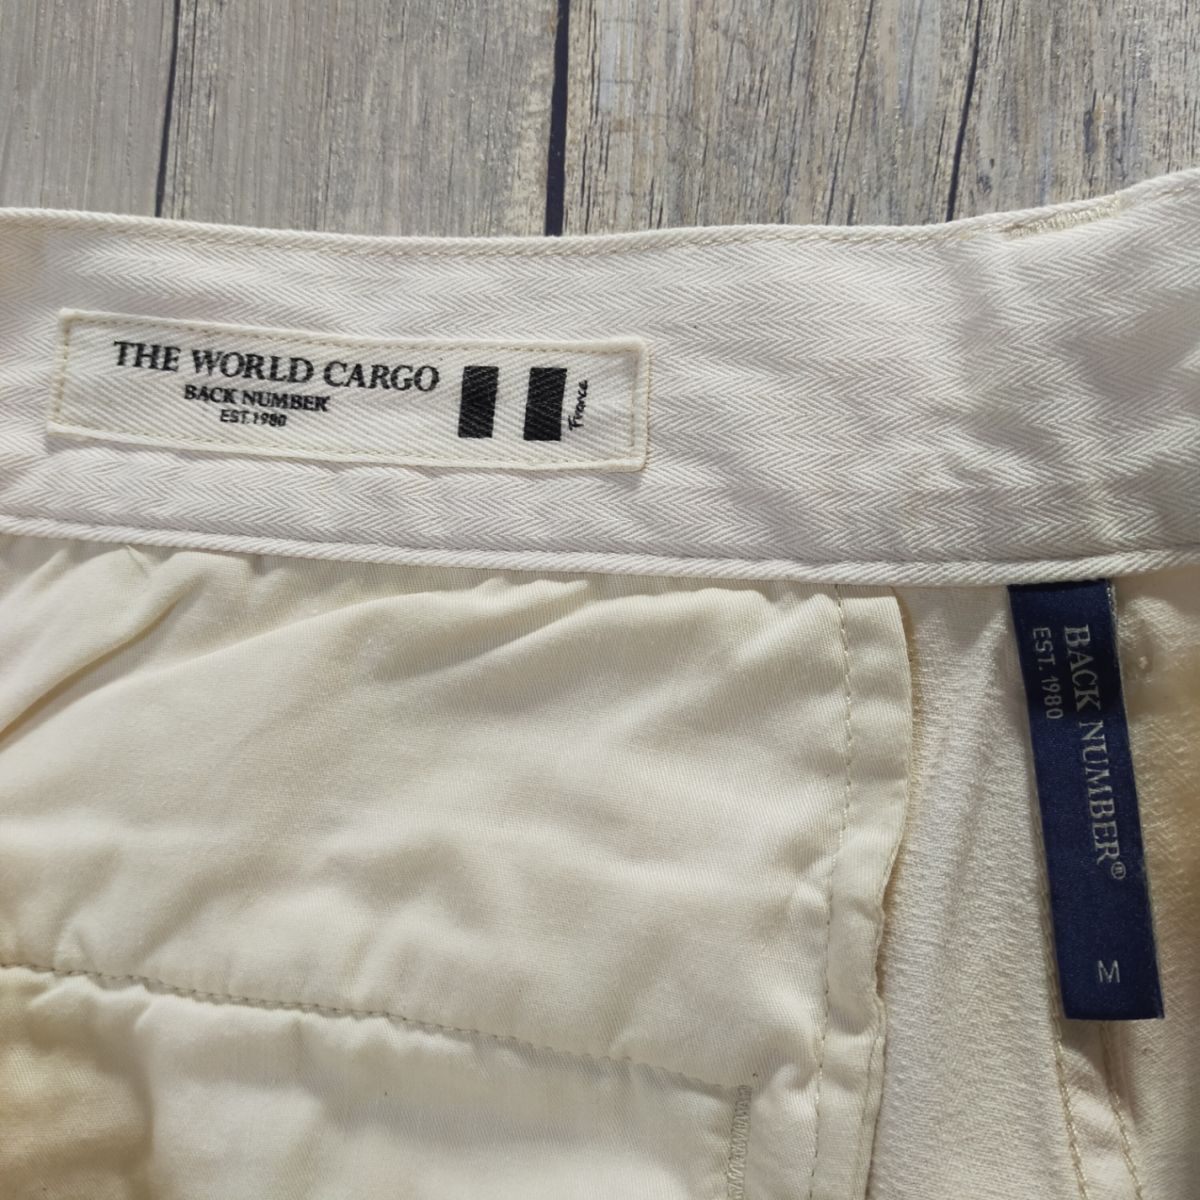 THE WORLD CARGO
BACK NUMBER
EST.1980
France
BACK NUMBER®
EST. 1980
M